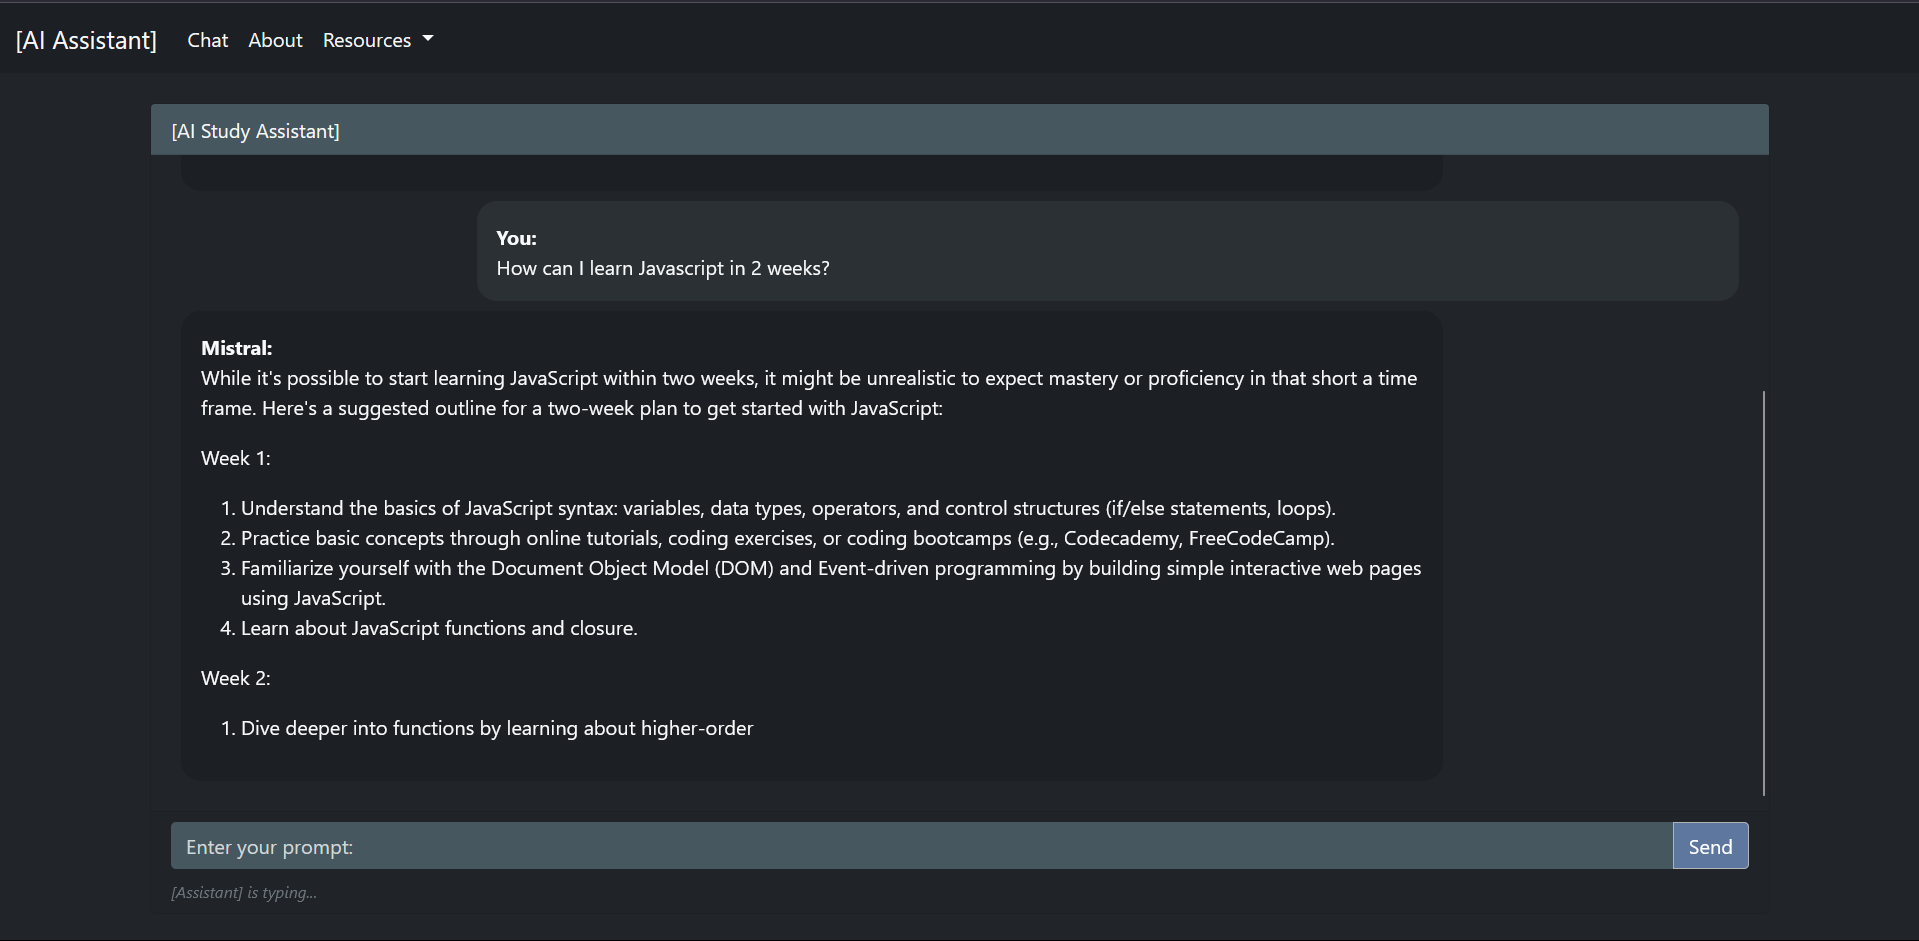 [AI Assistant] Chat About Resources
[AI Study Assistant]
You:
How can I learn Javascript in 2 weeks?
Mistral:
While it's possible to start learning JavaScript within two weeks, it might be unrealistic to expect mastery or proficiency in that short a time
frame. Here's a suggested outline for a two-week plan to get started with JavaScript:
Week 1:
1. Understand the basics of JavaScript syntax: variables, data types, operators, and control structures (if/else statements, loops).
2. Practice basic concepts through online tutorials, coding exercises, or coding bootcamps (e.g., Codecademy, FreeCodeCamp).
3. Familiarize yourself with the Document Object Model (DOM) and Event-driven programming by building simple interactive web pages
using JavaScript.
4. Learn about JavaScript functions and closure.
Week 2:
1. Dive deeper into functions by learning about higher-order
Enter your prompt: Send
[Assistant] is typing...